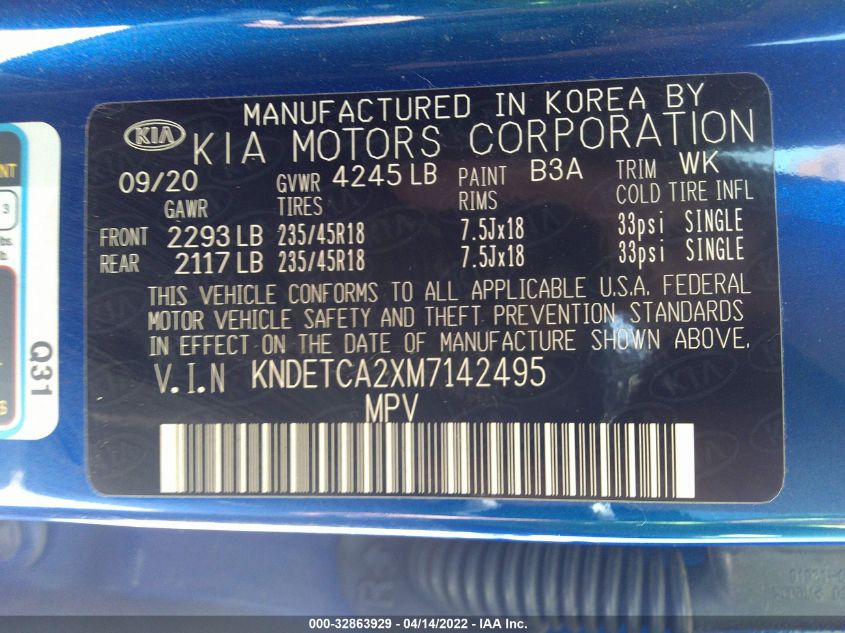 MANUFACTURED IN KOREA BY
KIA KIA MOTORS CORPORATION
09/20 GVWR 4245 LB PAINT B3A TRIM WK
GAWR TIRES RIMS COLD TIRE INFL
FRONT 2293 LB 235/45R18 7.5Jx18 33psi SINGLE
REAR 2117 LB 235/45R18 7.5Jx18 33psi SINGLE
THIS VEHICLE CONFORMS TO ALL APPLICABLE U.S.A. FEDERAL
MOTOR VEHICLE SAFETY AND THEFT PREVENTION STANDARDS
IN EFFECT ON THE DATE OF MANUFACTURE SHOWN ABOVE.
V.I.N KNDETCA2XM7142495
MPV
Q31
000-32863929 - 04/14/2022 - IAA Inc.